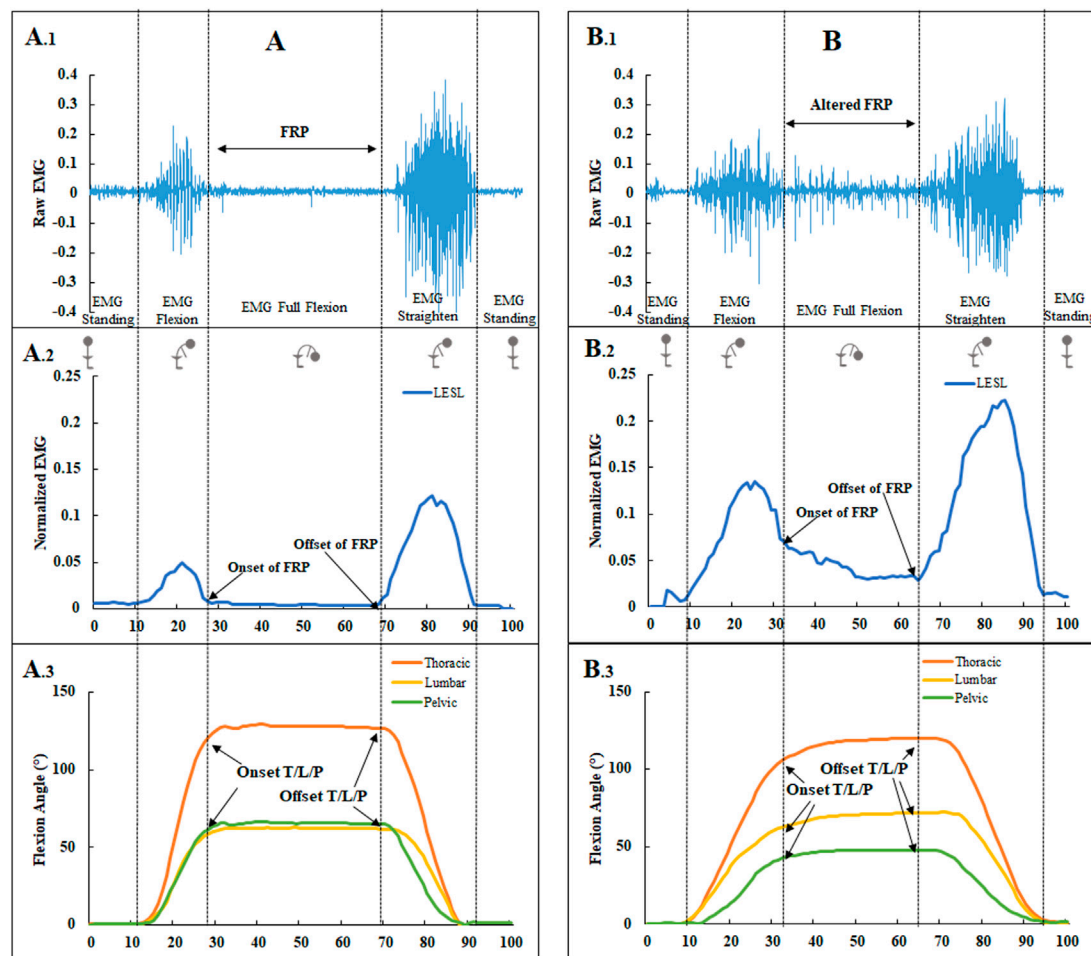 A.1
A
0.4
0.3
0.2
0.1
0
-0.1
-0.2
-0.3
-0.4
Raw EMG
FRP
EMG
Standing
EMG
Flexion
EMG Full Flexion
EMG
Straighten
EMG
Standing
A.2
0.25
0.2
0.15
0.1
0.05
0
Normalized EMG
LESL
Offset of FRP
Onset of FRP
0 10 20 30 40 50 60 70 80 90 100
A.3
150
100
50
0
Flexion Angle (°)
Thoracic
Lumbar
Pelvic
Onset T/L/P
Offset T/L/P
0 10 20 30 40 50 60 70 80 90 100
B.1
B
0.4
0.3
0.2
0.1
0
-0.1
-0.2
-0.3
-0.4
Raw EMG
Altered FRP
EMG
Standing
EMG
Flexion
EMG Full Flexion
EMG
Straighten
EMG
Standing
B.2
0.25
0.2
0.15
0.1
0.05
0
Normalized EMG
LESL
Offset of FRP
Onset of FRP
0 10 20 30 40 50 60 70 80 90 100
B.3
150
100
50
0
Flexion Angle (°)
Thoracic
Lumbar
Pelvic
Offset T/L/P
Onset T/L/P
0 10 20 30 40 50 60 70 80 90 100